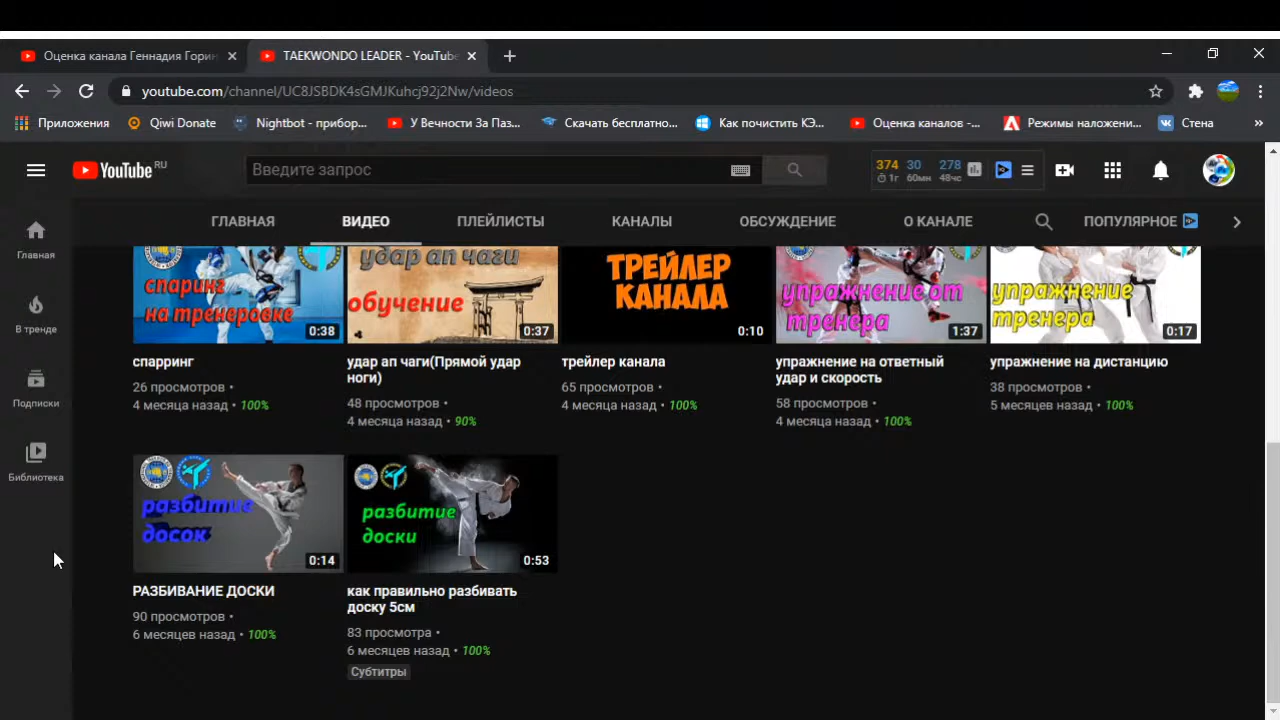 Оценка канала Геннадия Горин
TAEKWONDO LEADER - YouTube
youtube.com/channel/UC8JSBDK4sGMJKuhcj92j2Nw/videos
Приложения
Qiwi Donate
Nightbot - прибор...
У Вечности За Паз...
Скачать бесплатно...
Как почистить КЭ...
Оценка каналов -...
Режимы наложени...
Стена
»
YouTube RU
Введите запрос
374 30 278
1г 60мн 48чс
ГЛАВНАЯ
ВИДЕО
ПЛЕЙЛИСТЫ
КАНАЛЫ
ОБСУЖДЕНИЕ
О КАНАЛЕ
ПОПУЛЯРНОЕ
Главная
В тренде
Подписки
Библиотека
спаринг
на тренеровке
0:38
спарринг
26 просмотров •
4 месяца назад • 100%
удар ап чаги
обучение
0:37
удар ап чаги(Прямой удар
ноги)
48 просмотров •
4 месяца назад • 90%
ТРЕЙЛЕР
КАНАЛА
0:10
трейлер канала
65 просмотров •
4 месяца назад • 100%
упражнение от
тренера
1:37
упражнение на ответный
удар и скорость
58 просмотров •
4 месяца назад • 100%
упражнение
тренера
0:17
упражнение на дистанцию
38 просмотров •
5 месяцев назад • 100%
разбитие
досок
0:14
РАЗБИВАНИЕ ДОСКИ
90 просмотров •
6 месяцев назад • 100%
разбитие
доски
0:53
как правильно разбивать
доску 5см
83 просмотра •
6 месяцев назад • 100%
Субтитры